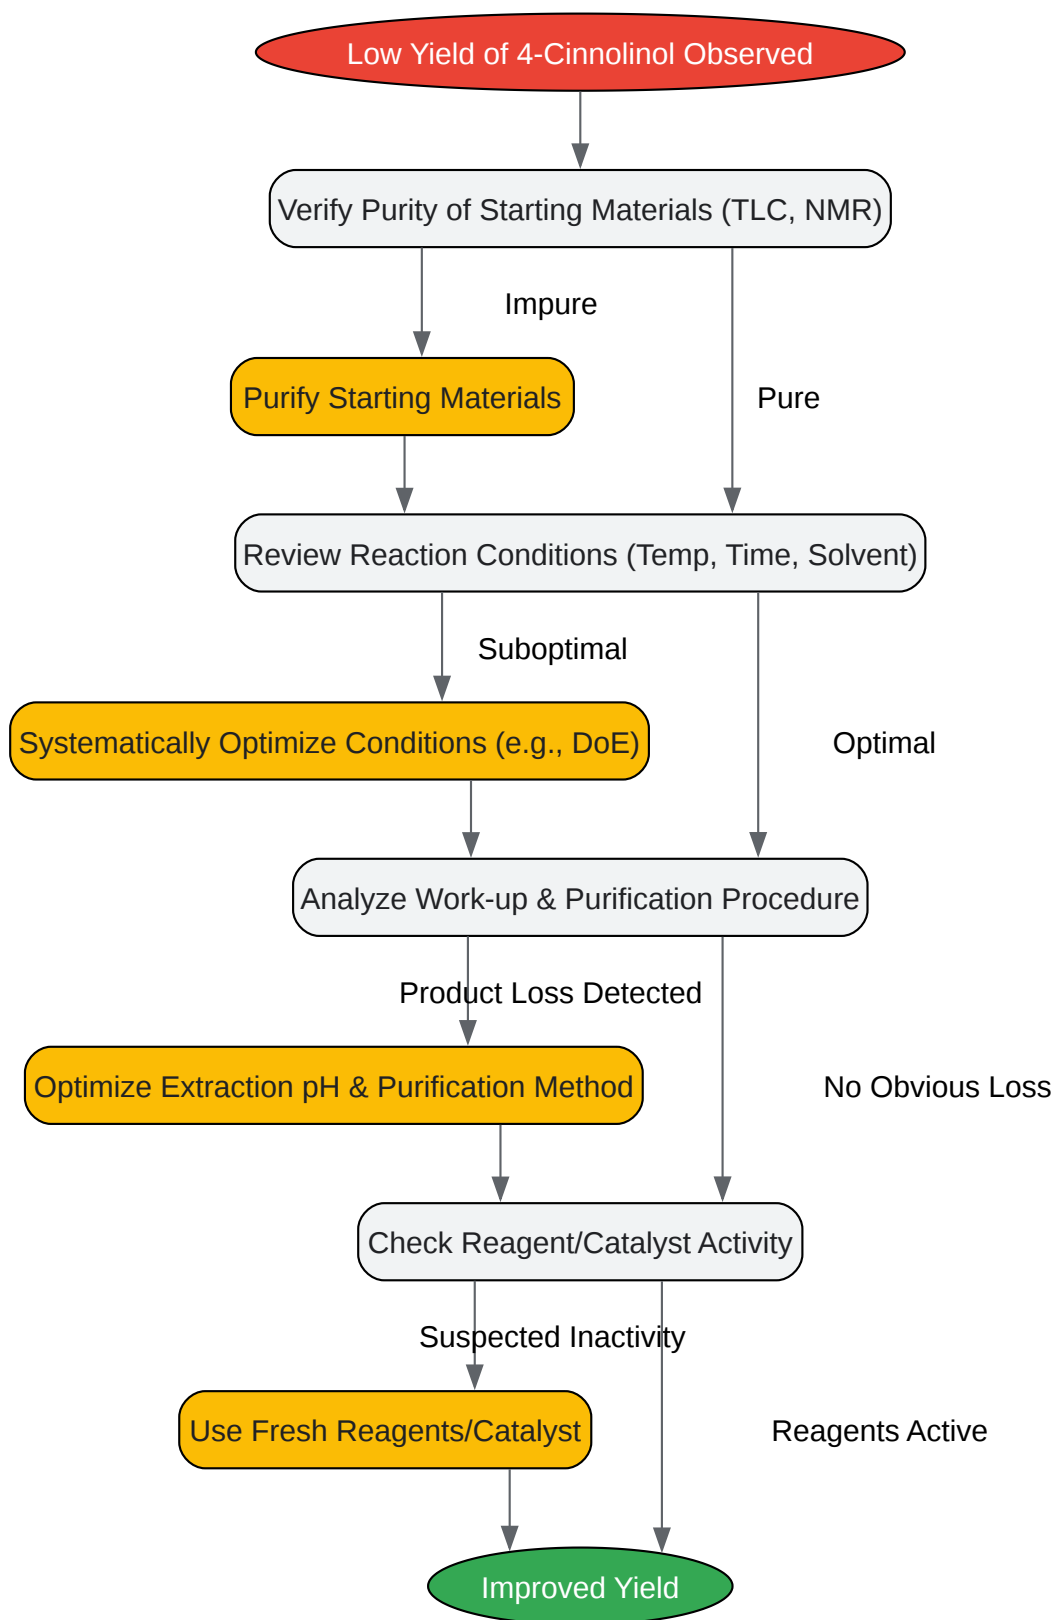 Low Yield of 4-Cinnolinol Observed
Verify Purity of Starting Materials (TLC, NMR)
Impure
Purify Starting Materials
Pure
Review Reaction Conditions (Temp, Time, Solvent)
Suboptimal
Systematically Optimize Conditions (e.g., DoE)
Optimal
Analyze Work-up & Purification Procedure
Product Loss Detected
Optimize Extraction pH & Purification Method
No Obvious Loss
Check Reagent/Catalyst Activity
Suspected Inactivity
Use Fresh Reagents/Catalyst
Reagents Active
Improved Yield